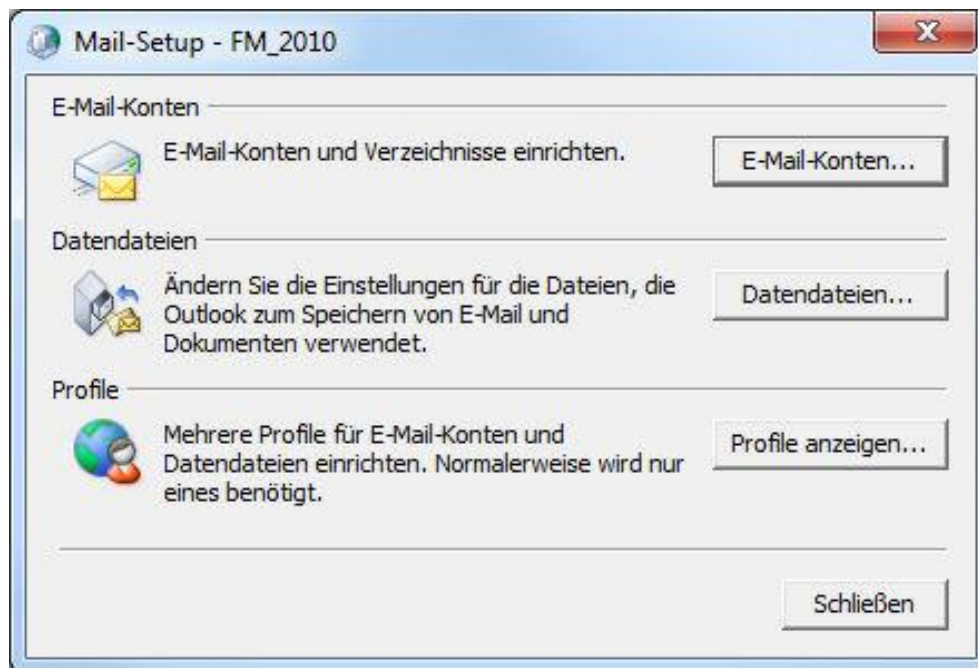 Mail-Setup - FM_2010
E-Mail-Konten
E-Mail-Konten und Verzeichnisse einrichten.
E-Mail-Konten...
Datendateien
Ändern Sie die Einstellungen für die Dateien, die
Outlook zum Speichern von E-Mail und
Dokumenten verwendet.
Datendateien...
Profile
Mehrere Profile für E-Mail-Konten und
Datendateien einrichten. Normalerweise wird nur
eines benötigt.
Profile anzeigen...
Schließen